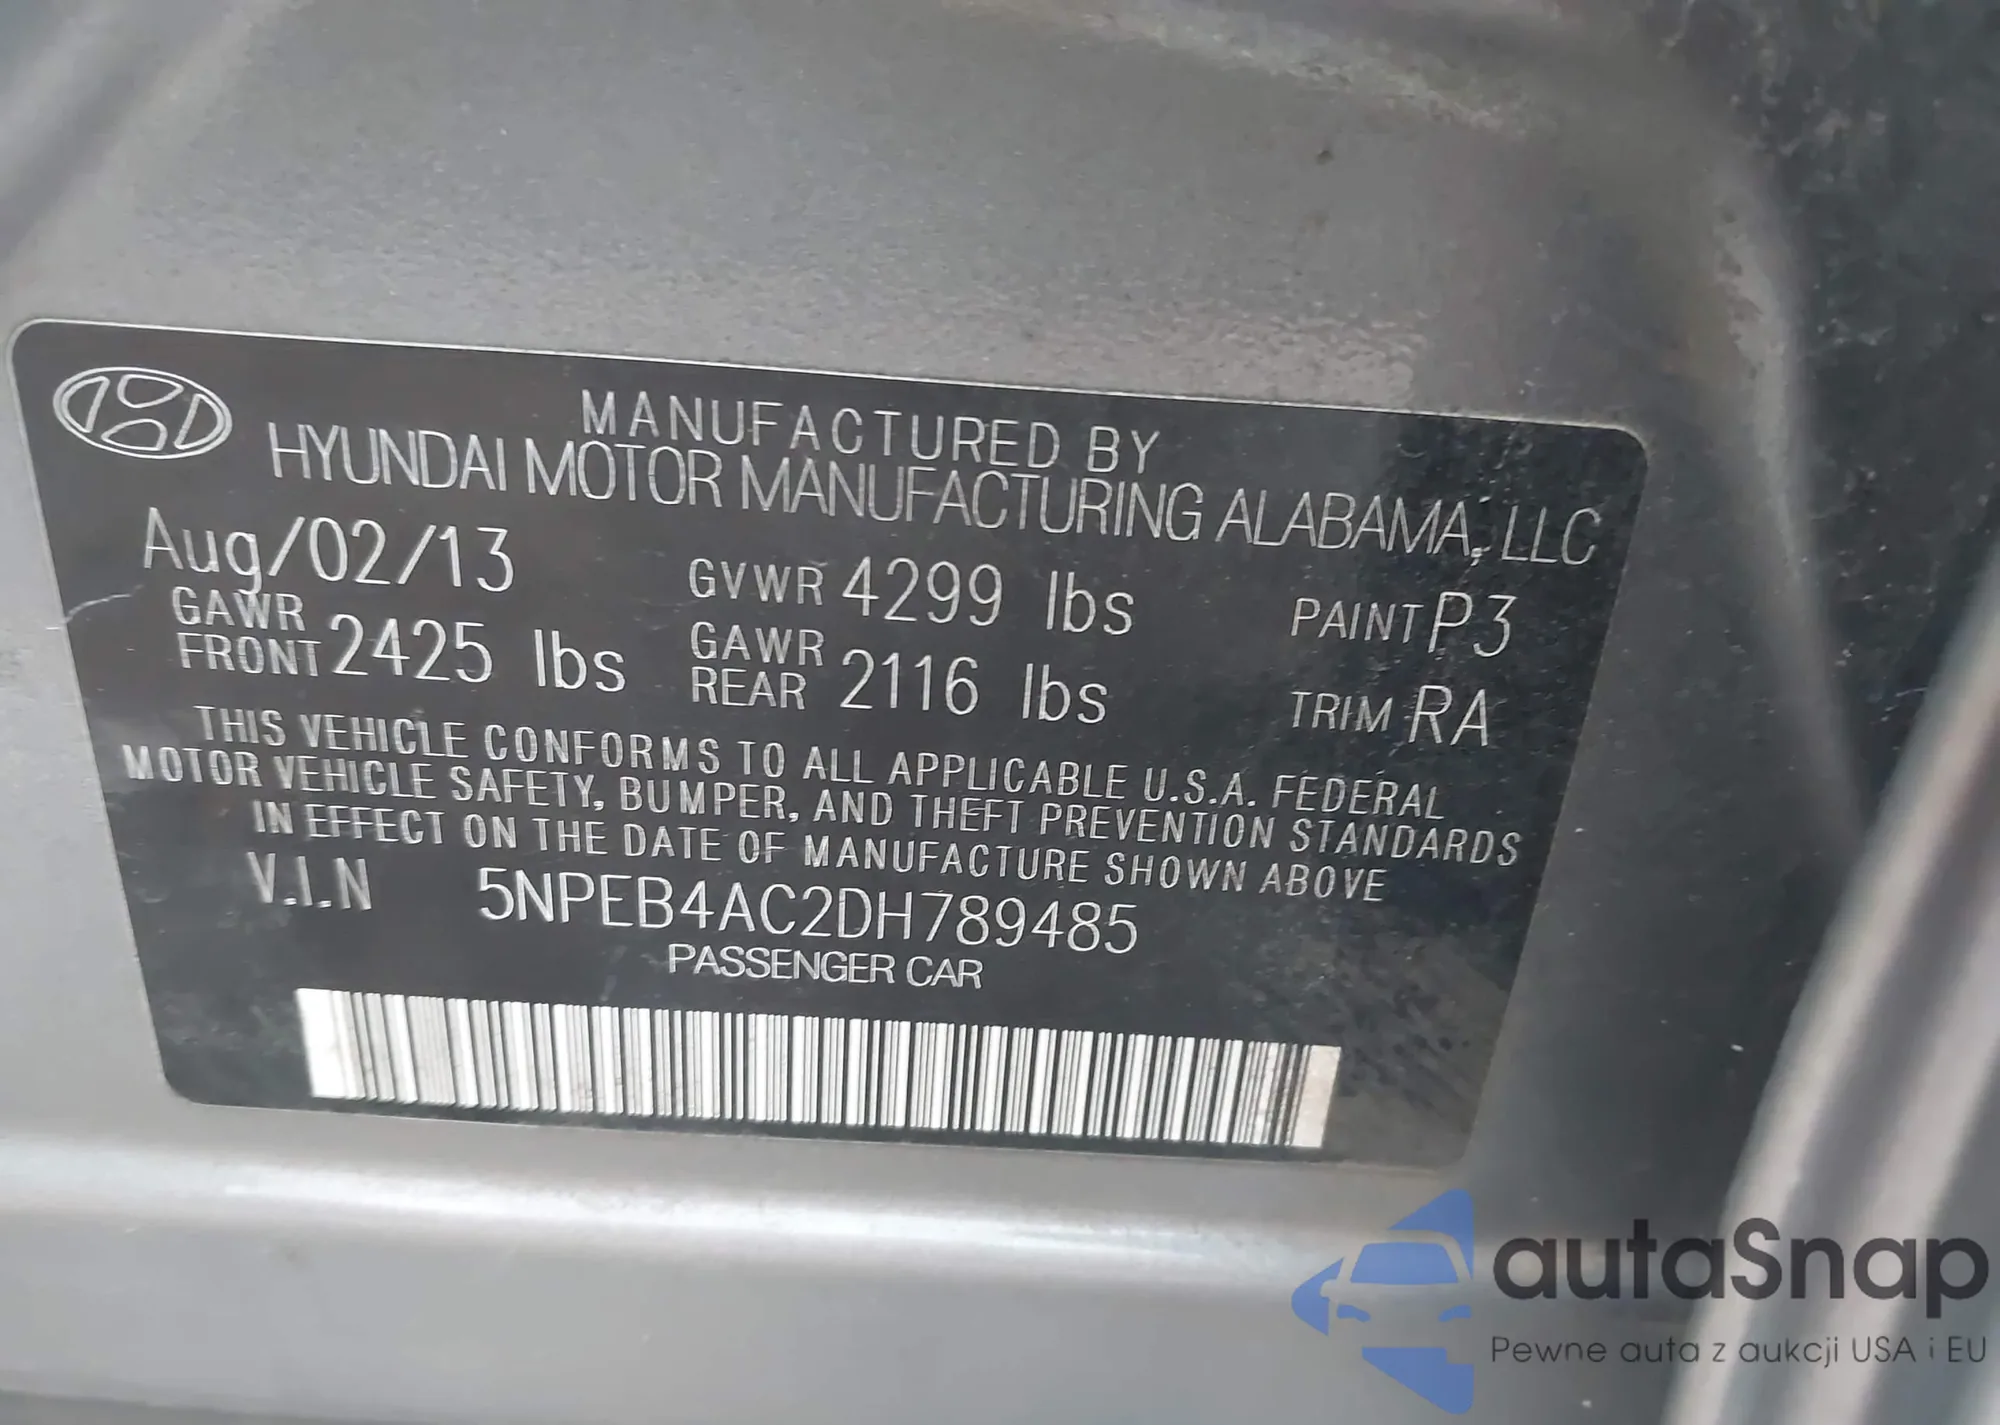 MANUFACTURED BY
HYUNDAI MOTOR MANUFACTURING ALABAMA, LLC
Aug/02/13 GVWR 4299 lbs PAINT P3
GAWR FRONT 2425 lbs GAWR REAR 2116 lbs TRIM RA
THIS VEHICLE CONFORMS TO ALL APPLICABLE U.S.A. FEDERAL
MOTOR VEHICLE SAFETY, BUMPER, AND THEFT PREVENTION STANDARDS
IN EFFECT ON THE DATE OF MANUFACTURE SHOWN ABOVE
V.I.N 5NPEB4AC2DH789485
PASSENGER CAR
autaSnap
Pewne auta z aukcji USA i EU